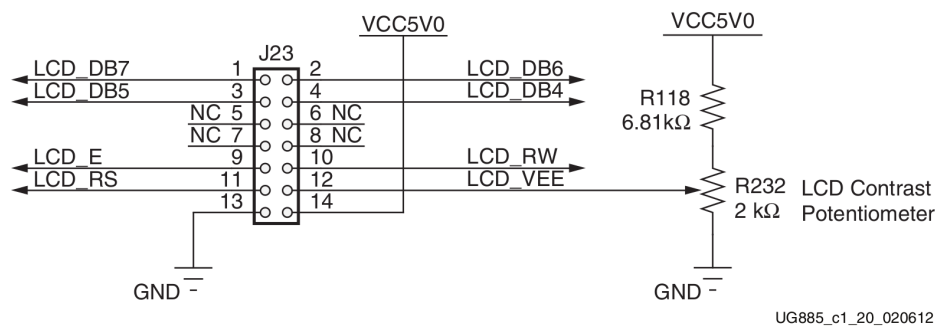 VCC5V0 VCC5V0
J23
LCD_DB7 1 2 LCD_DB6
LCD_DB5 3 4 LCD_DB4
R118
6.81kΩ
NC 5 6 NC
NC 7 8 NC
LCD_E 9 10 LCD_RW
LCD_RS 11 12 LCD_VEE
R232 LCD Contrast
2 kΩ Potentiometer
13 14
GND GND
UG885_c1_20_020612